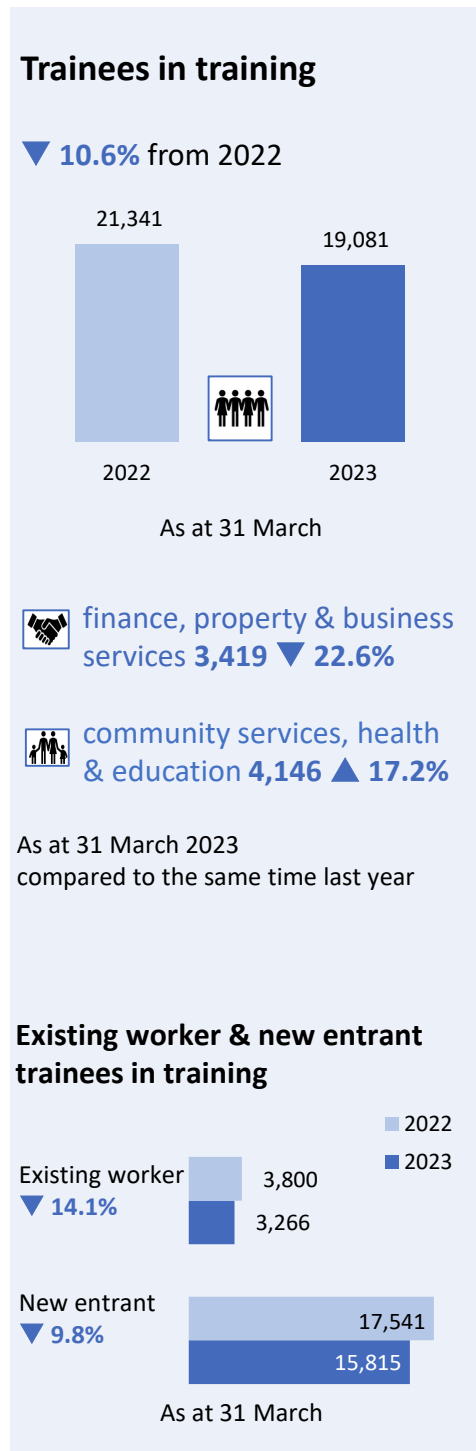 Trainees in training
▼ 10.6% from 2022
21,341
19,081
2022
2023
As at 31 March
finance, property & business
services 3,419 ▼ 22.6%
community services, health
& education 4,146 ▲ 17.2%
As at 31 March 2023
compared to the same time last year
Existing worker & new entrant
trainees in training
2022
2023
Existing worker
▼ 14.1%
3,800
3,266
New entrant
▼ 9.8%
17,541
15,815
As at 31 March